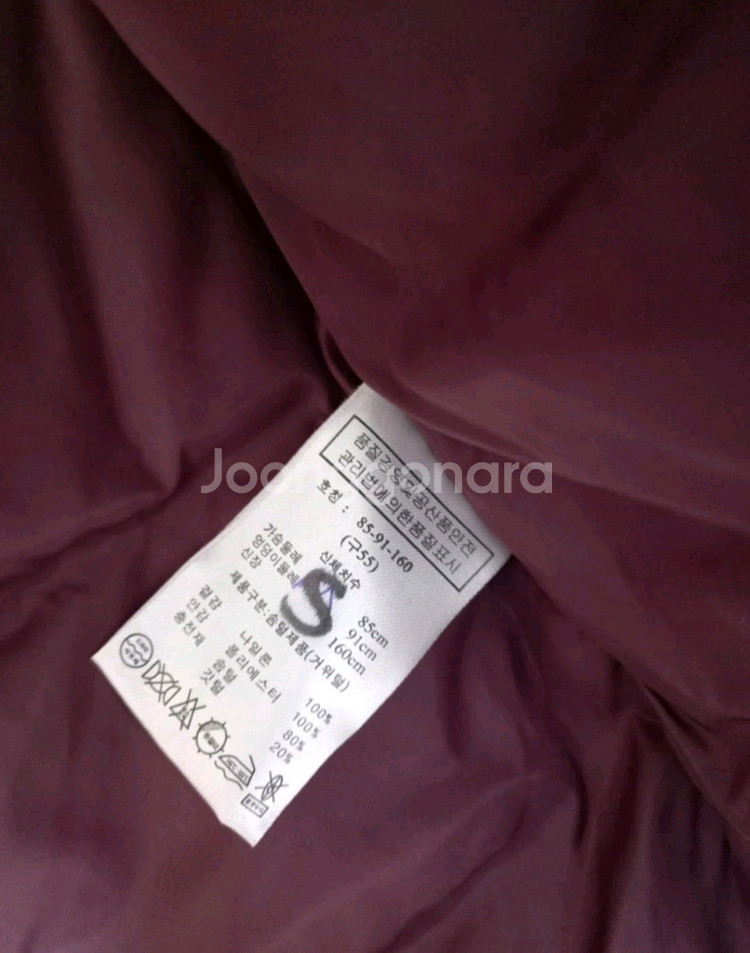 품질경영및공산품안전
관리법에의한품질표시
호칭 : 85-91-160
(구55)
신체치수
가슴둘레 85cm
엉덩이둘레 91cm
신장 160cm
S
제품구분:솜털제품(거위털)
겉감 나일론 100%
안감 폴리에스터 100%
충전재 솜털 80%
깃털 20%
Joonggonara